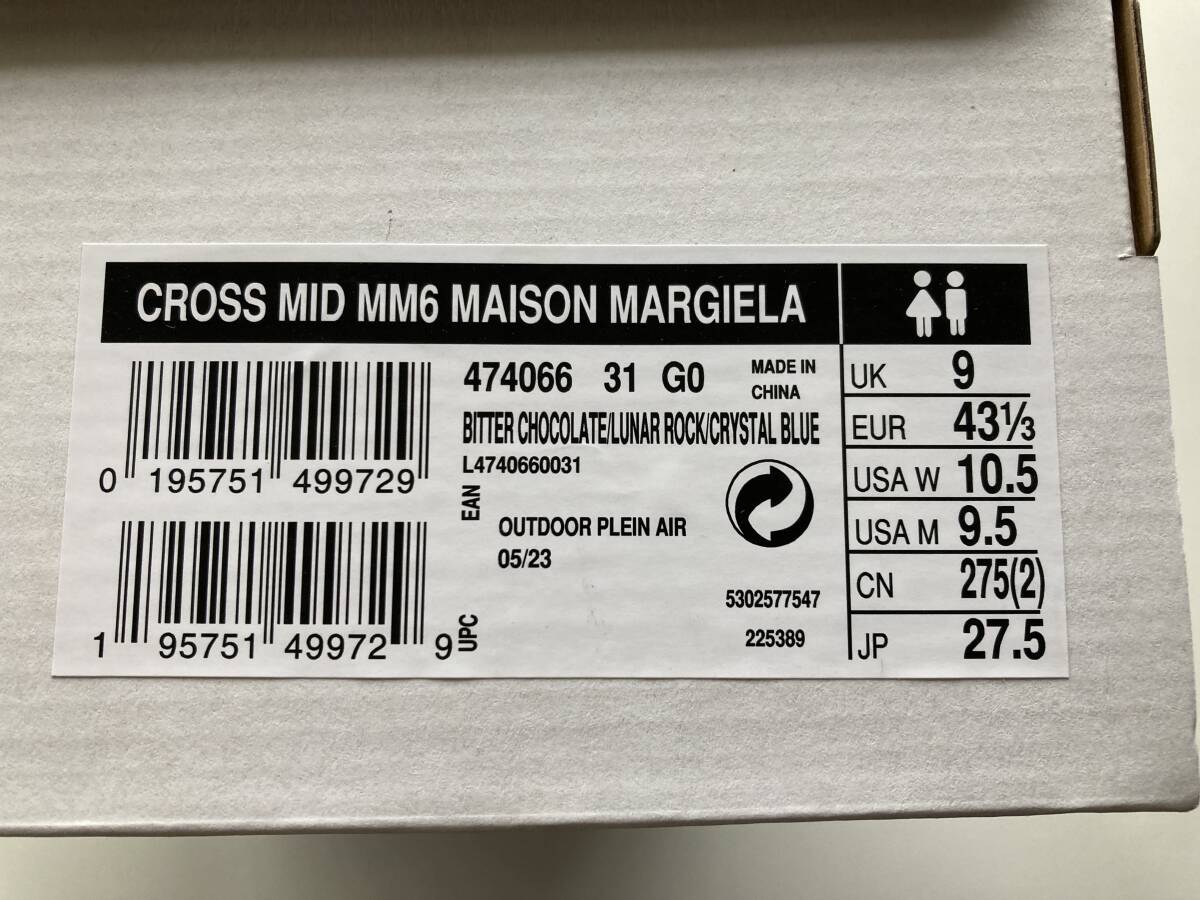 CROSS MID MM6 MAISON MARGIELA
474066 31 G0
MADE IN
CHINA
BITTER CHOCOLATE/LUNAR ROCK/CRYSTAL BLUE
L4740660031
0 195751 499729
EAN
OUTDOOR PLEIN AIR
05/23
5302577547
225389
1 95751 49972 9
UPC
UK 9
EUR 43⅓
USA W 10.5
USA M 9.5
CN 275(2)
JP 27.5